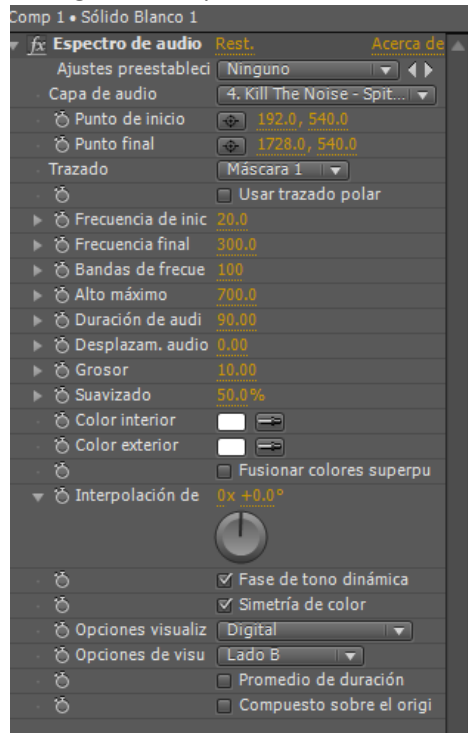 Comp 1 • Sólido Blanco 1
fx Espectro de audio Rest. Acerca de
Ajustes preestableci Ninguno
Capa de audio 4. Kill The Noise - Spit...
Punto de inicio 192.0, 540.0
Punto final 1728.0, 540.0
Trazado Máscara 1
Usar trazado polar
Frecuencia de inic 20.0
Frecuencia final 300.0
Bandas de frecue 100
Alto máximo 700.0
Duración de audi 90.00
Desplazam. audio 0.00
Grosor 10.00
Suavizado 50.0%
Color interior
Color exterior
Fusionar colores superpu
Interpolación de 0x +0.0°
Fase de tono dinámica
Simetría de color
Opciones visualiz Digital
Opciones de visu Lado B
Promedio de duración
Compuesto sobre el origi